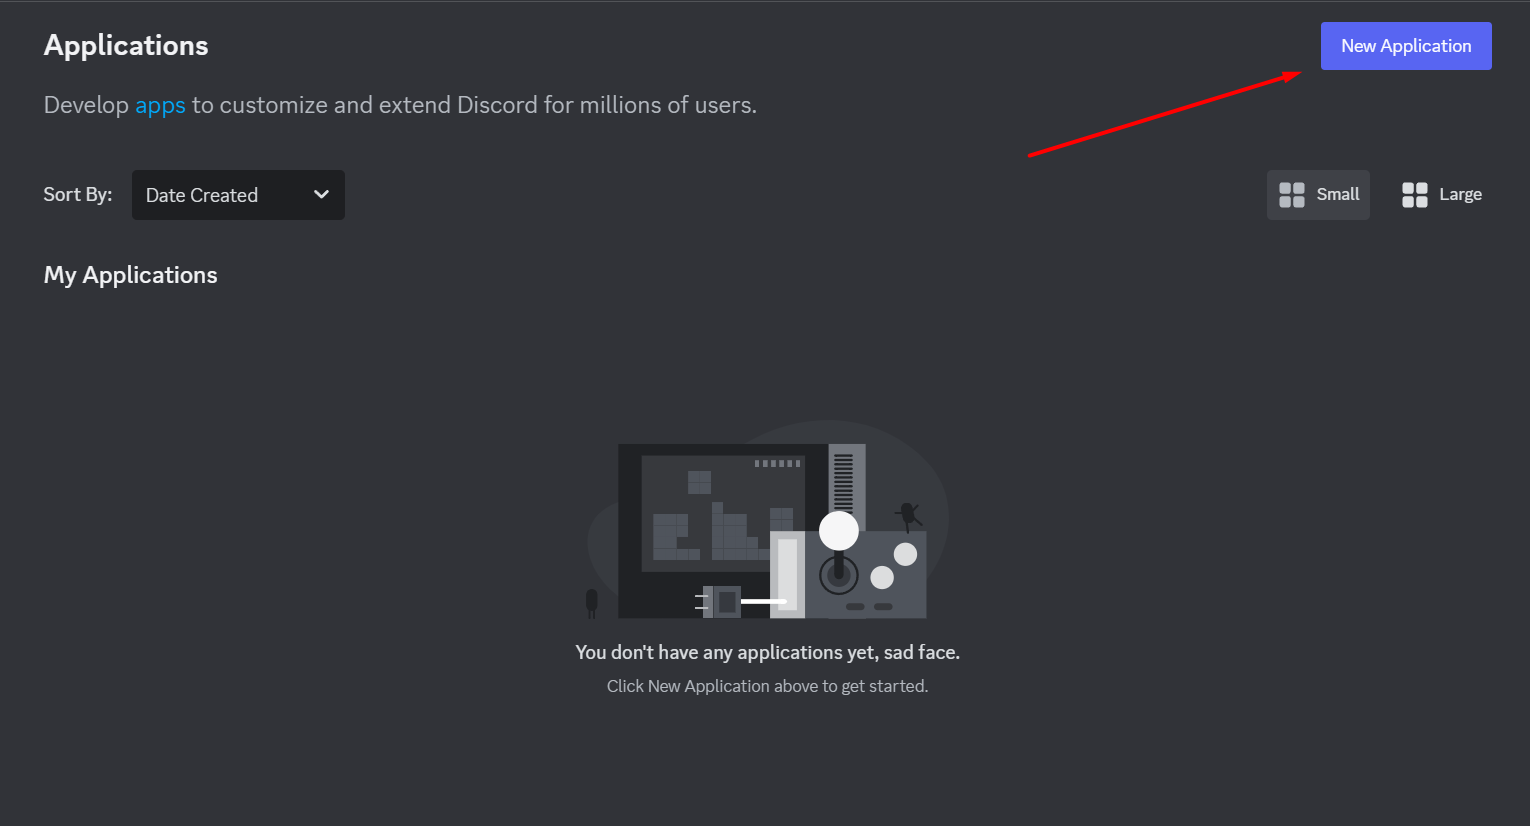 Applications
New Application
Develop apps to customize and extend Discord for millions of users.
Sort By:
Date Created
Small
Large
My Applications
You don't have any applications yet, sad face.
Click New Application above to get started.